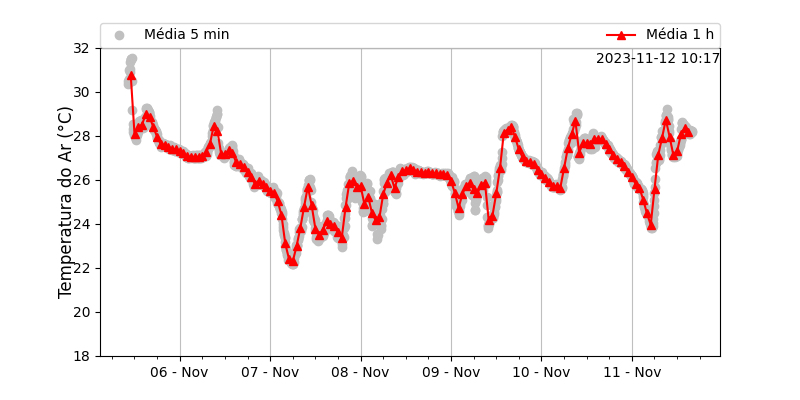 Média 5 min
Média 1 h
2023-11-12 10:17
Temperatura do Ar (°C)
32
30
28
26
24
22
20
18
06 - Nov
07 - Nov
08 - Nov
09 - Nov
10 - Nov
11 - Nov